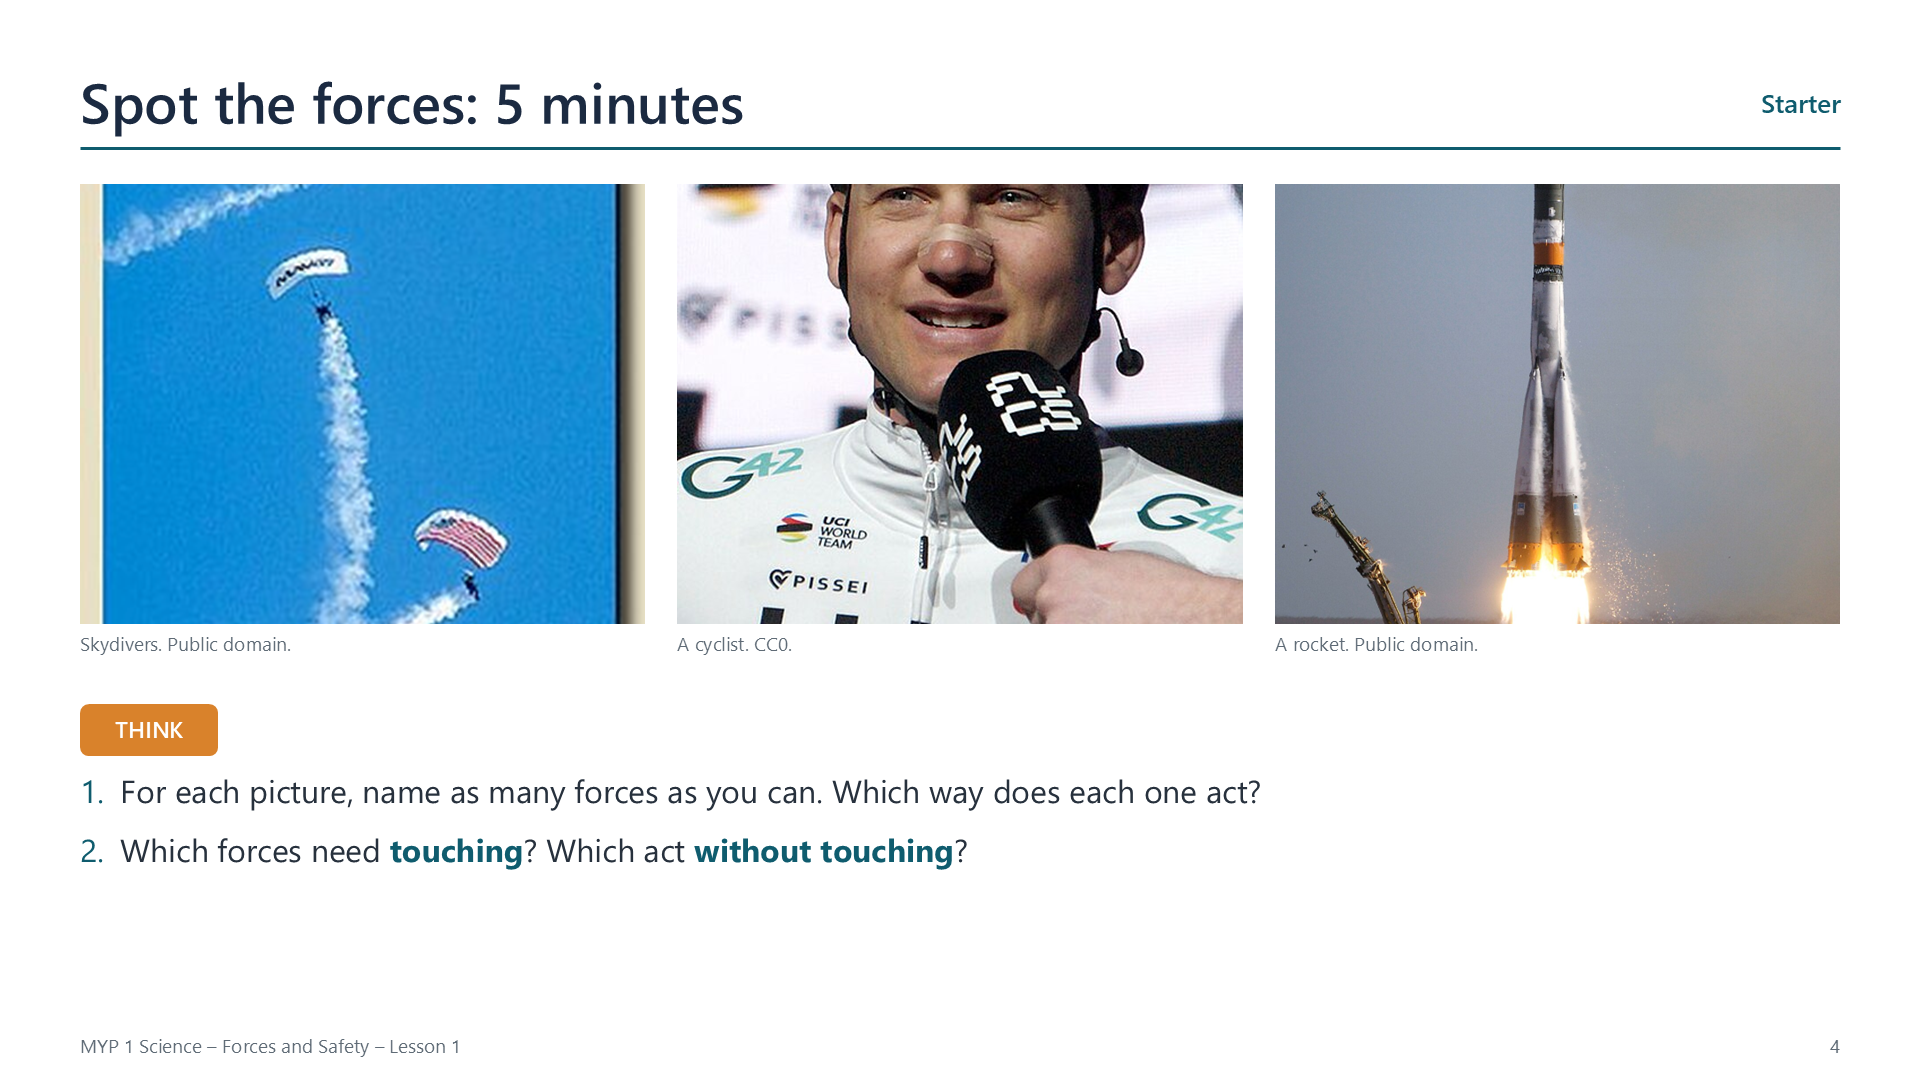 Spot the forces: 5 minutes
Starter
G42
UCI
WORLD
TEAM
PISSEI
G42
PISSE
Skydivers. Public domain.
A cyclist. CC0.
A rocket. Public domain.
THINK
1. For each picture, name as many forces as you can. Which way does each one act?
2. Which forces need touching? Which act without touching?
MYP 1 Science – Forces and Safety – Lesson 1
4